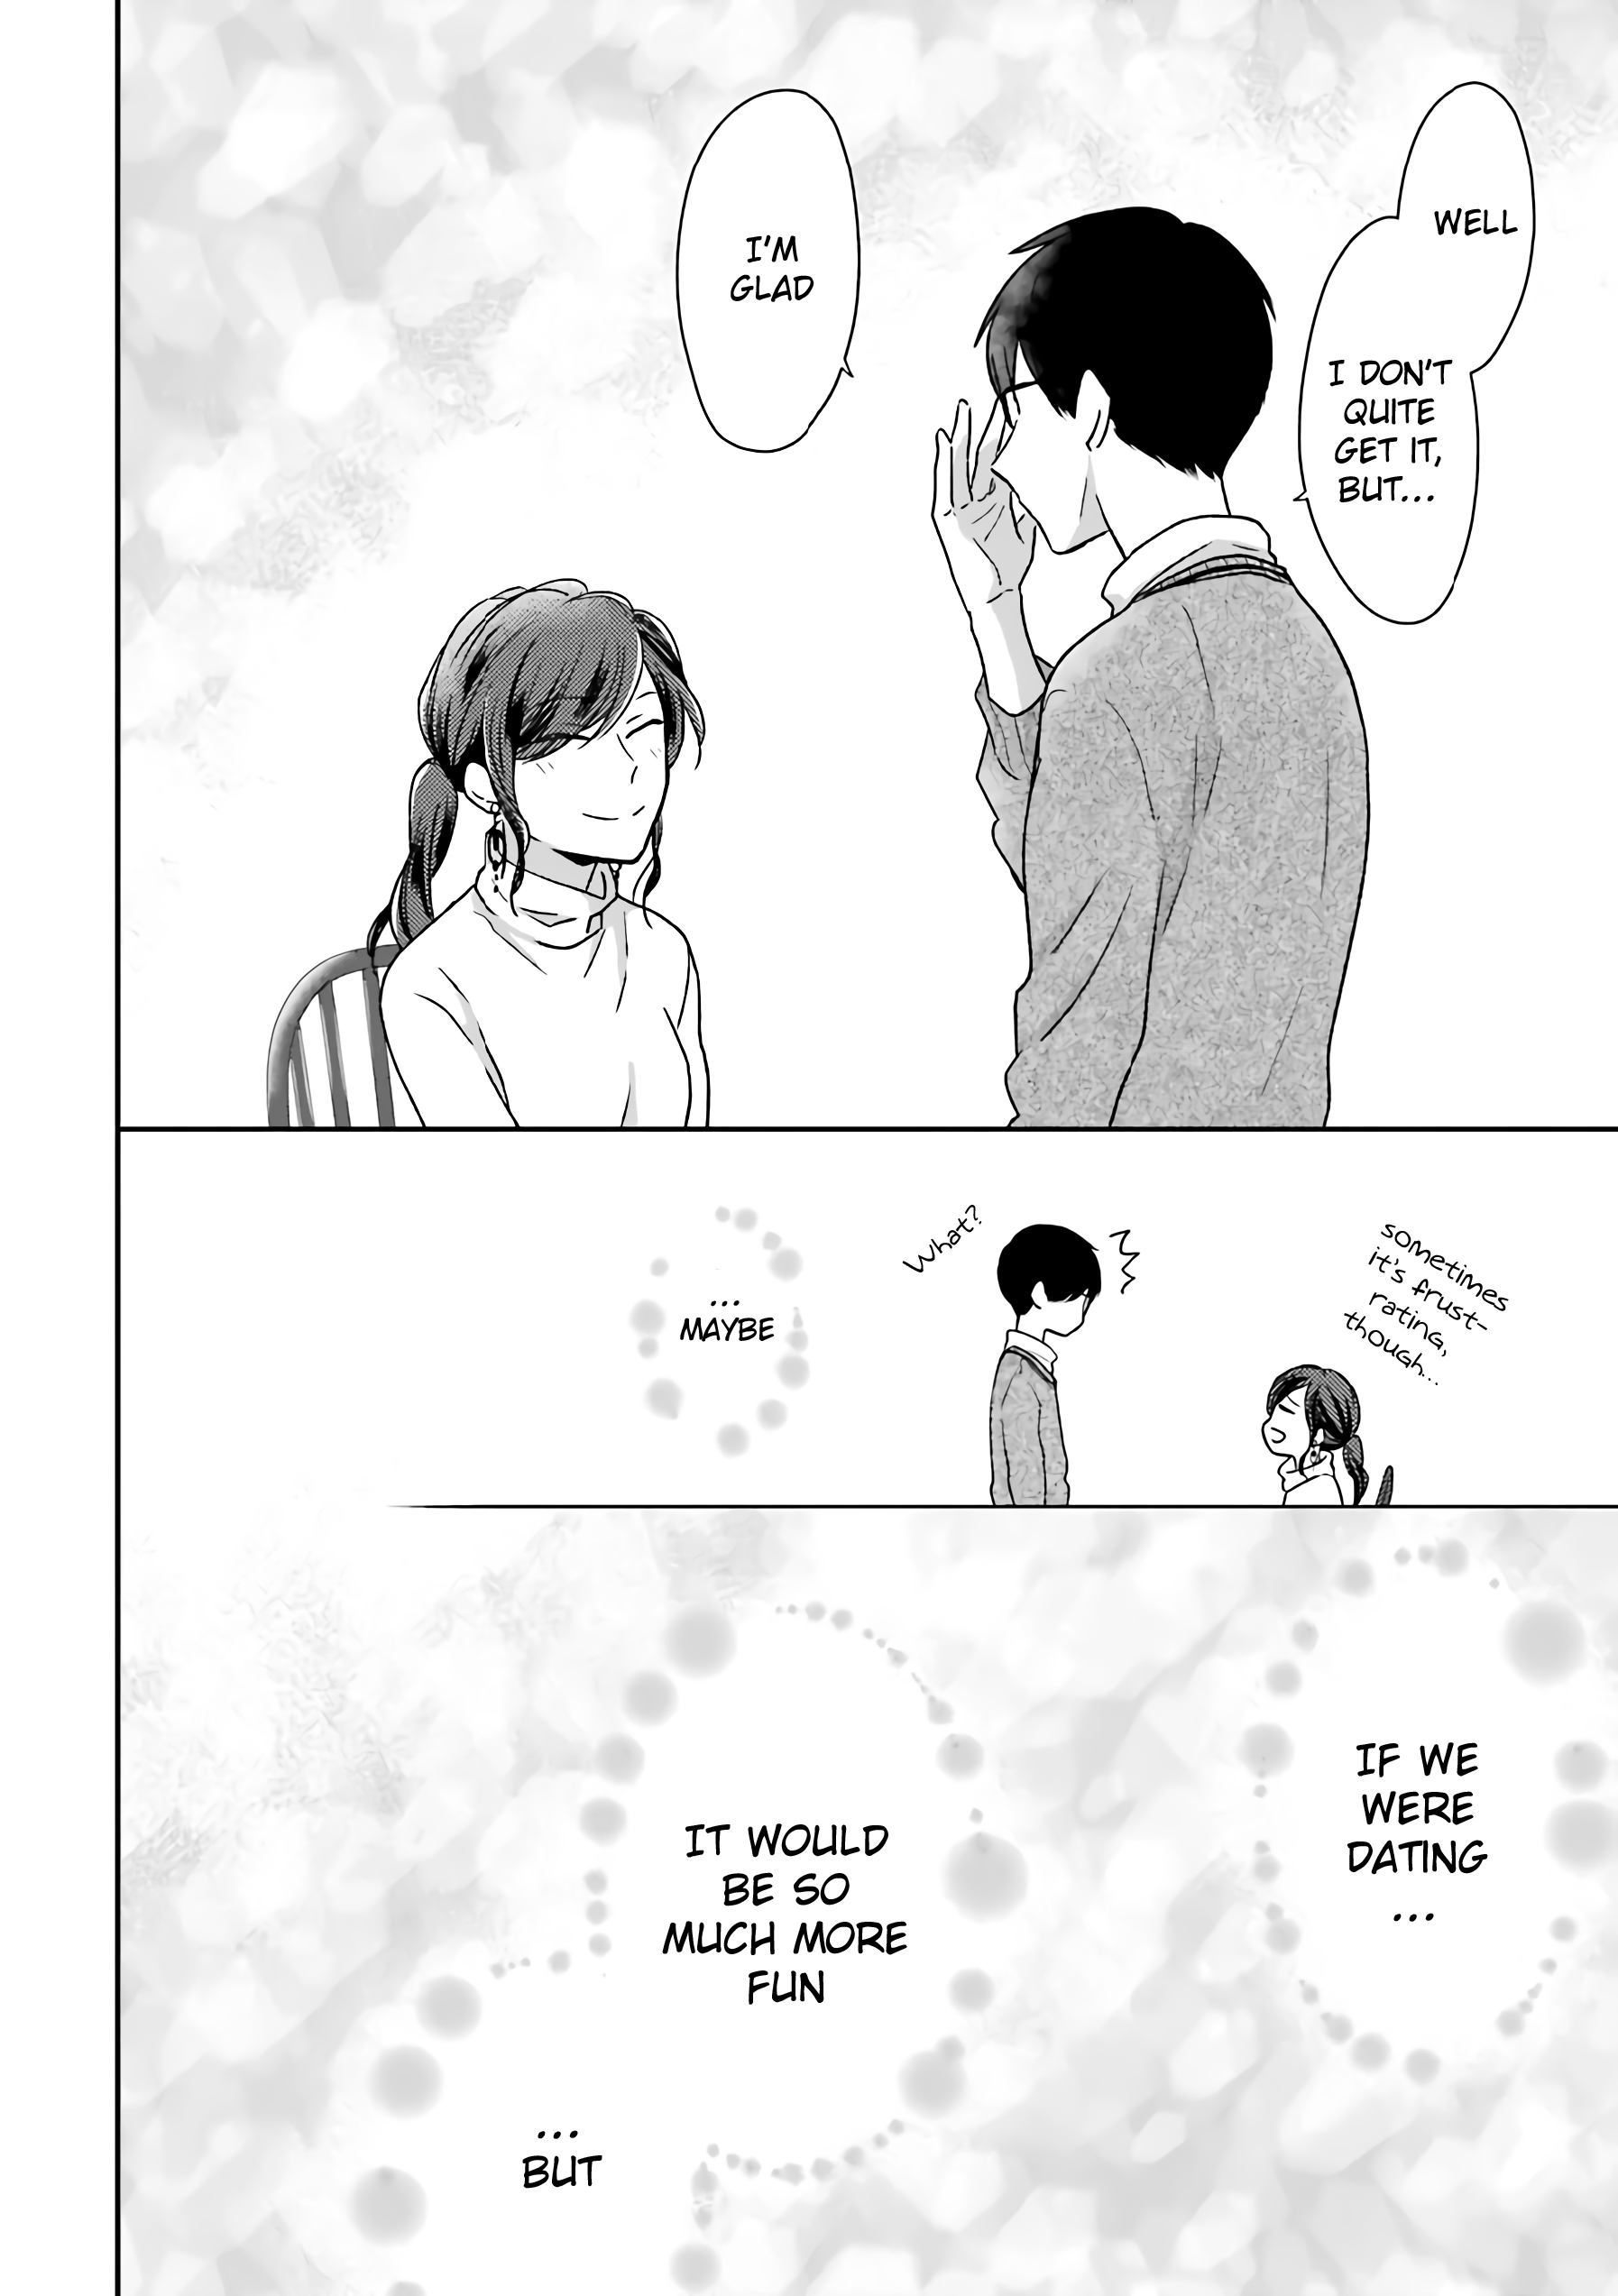 WELL
I DON'T
QUITE
GET IT,
BUT...
I'M
GLAD
sometimes
it's frust-
rating,
though...
What?
...
MAYBE
IF WE
WERE
DATING
...
IT WOULD
BE SO
MUCH MORE
FUN
...
BUT